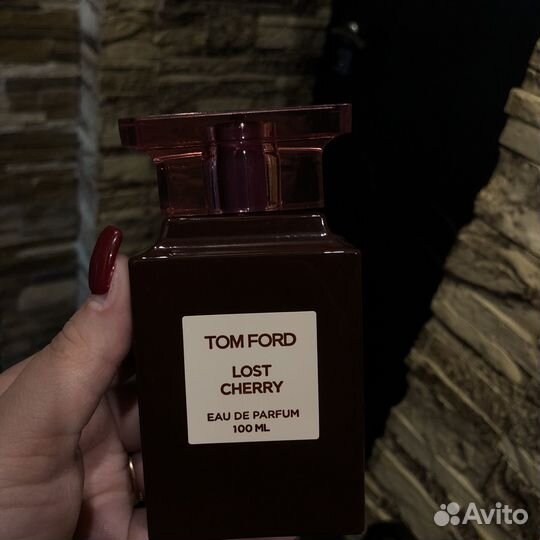 TOM FORD
LOST
CHERRY
EAU DE PARFUM
100 ML
Avito